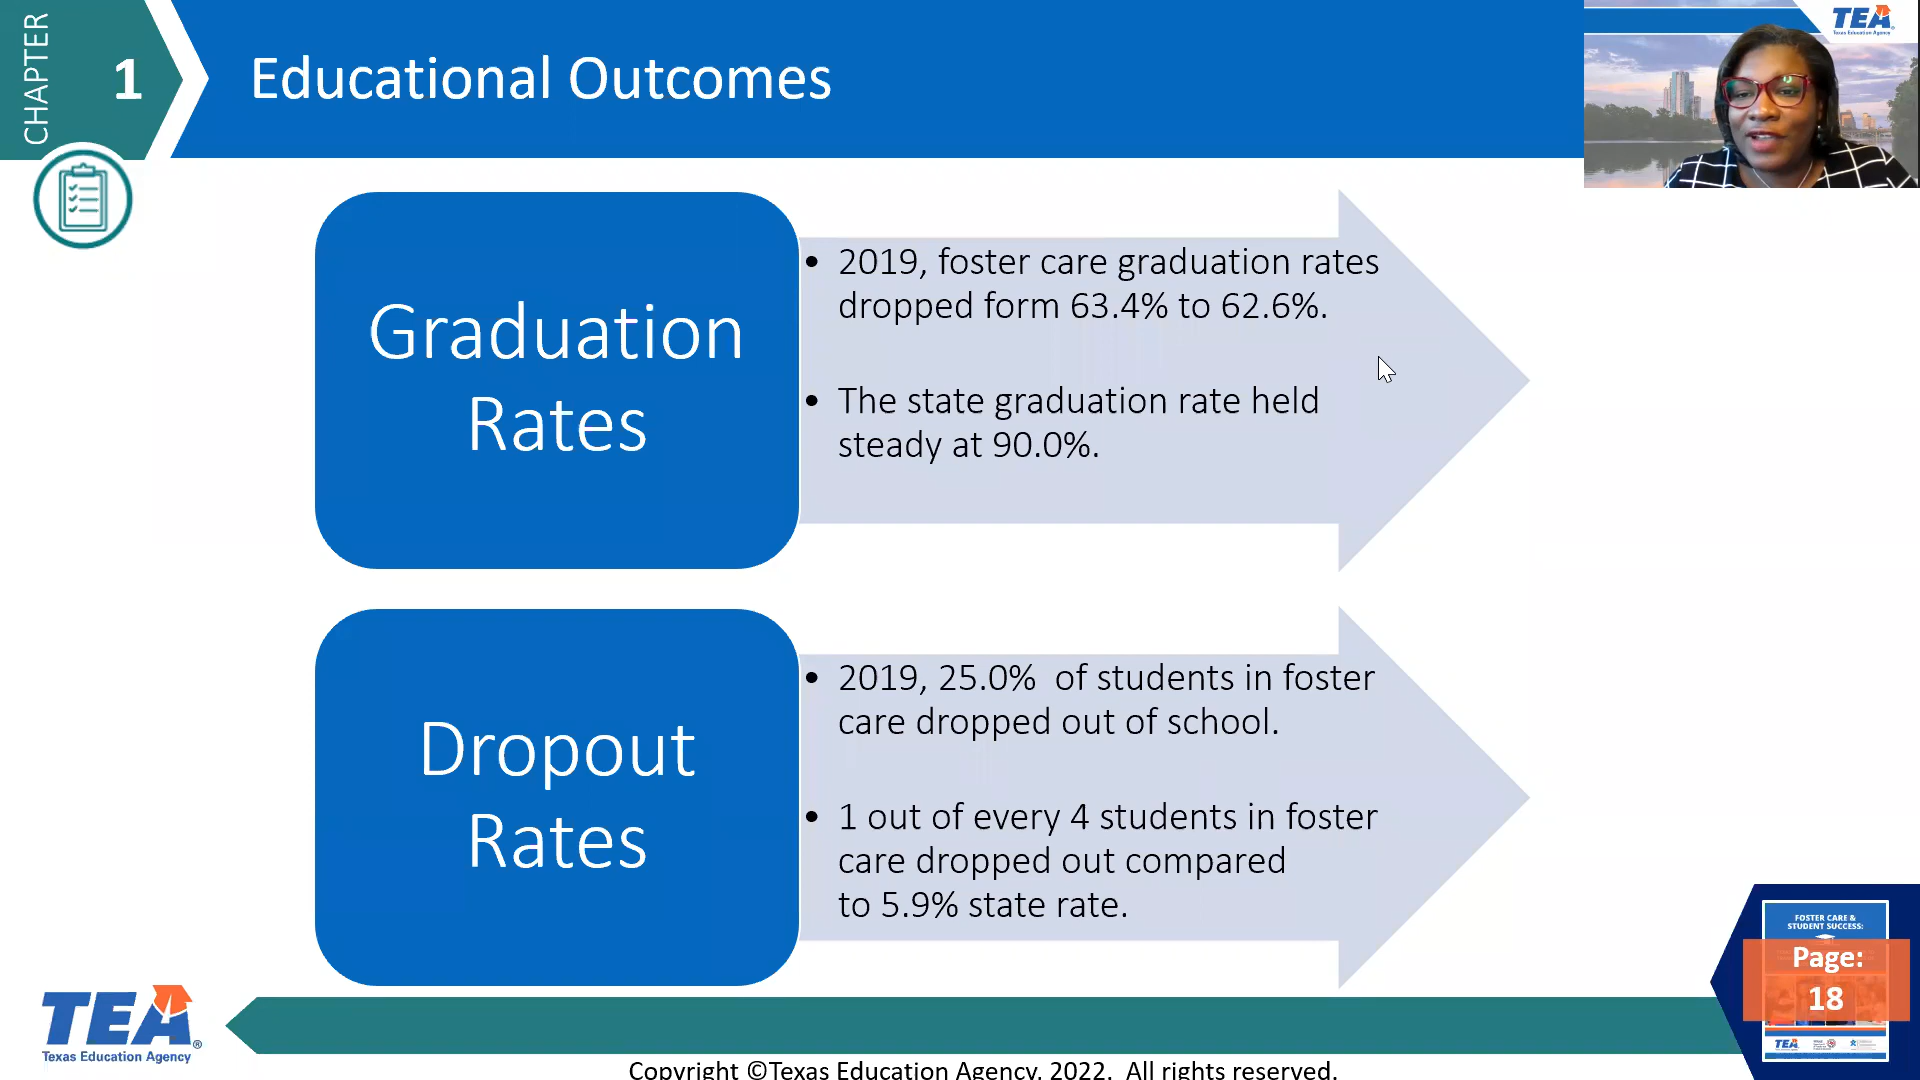 CHAPTER
1
Educational Outcomes
TEA
Texas Education Agency
Graduation
Rates
• 2019, foster care graduation rates
dropped form 63.4% to 62.6%.
• The state graduation rate held
steady at 90.0%.
Dropout
Rates
• 2019, 25.0% of students in foster
care dropped out of school.
• 1 out of every 4 students in foster
care dropped out compared
to 5.9% state rate.
FOSTER CARE &
STUDENT SUCCESS:
Page:
18
TEA
TEA®
Texas Education Agency
Copyright ©Texas Education Agency, 2022. All rights reserved.